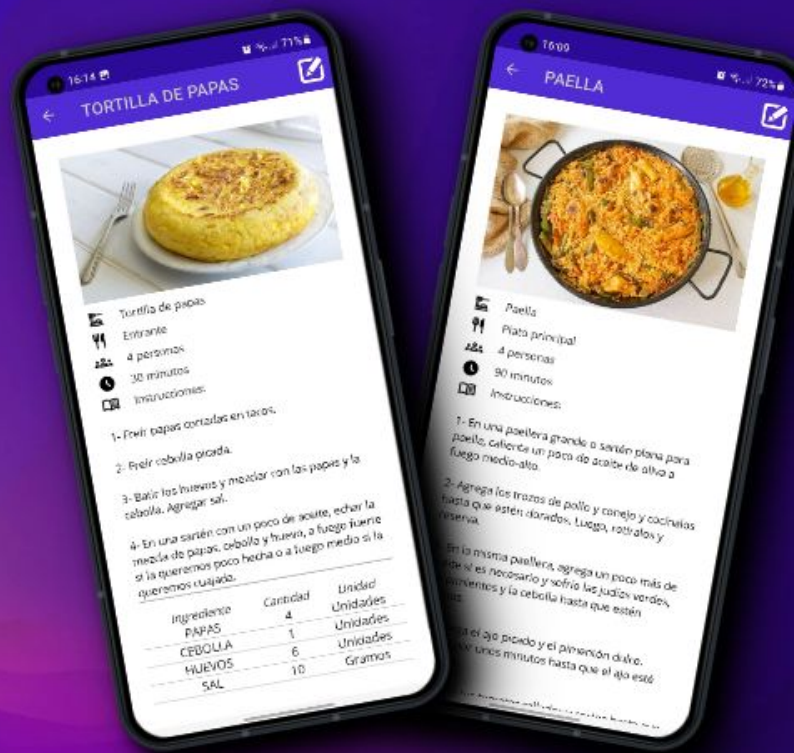 16:14
71%
TORTILLA DE PAPAS
Tortilla de papas
Entrante
4 personas
30 minutos
Instrucciones:
1- Freír papas cortadas en tacos.
2- Freír cebolla picada.
3- Batir los huevos y mezclar con las papas y la
cebolla. Agregar sal.
4- En una sartén con un poco de aceite, echar la
mezcla de papas, cebolla y huevo, a fuego fuerte
si la queremos poco hecha o a fuego medio si la
queremos cuajada.
Ingrediente Cantidad Unidad
PAPAS 4 Unidades
CEBOLLA 1 Unidades
HUEVOS 6 Unidades
SAL 10 Gramos
16:09
72%
PAELLA
Paella
Plato principal
4 personas
90 minutos
Instrucciones:
1- En una paellera grande o sartén plana para
paella, calienta un poco de aceite de oliva a
fuego medio-alto.
2- Agrega los trozos de pollo y conejo y cocínalos
hasta que estén dorados. Luego, retíralos y
reserva.
En la misma paellera, agrega un poco más de
si es necesario y sofríe las judías verdes,
y la cebolla hasta que estén
el ajo picado y el pimentón dulce.
unos minutos hasta que el ajo esté